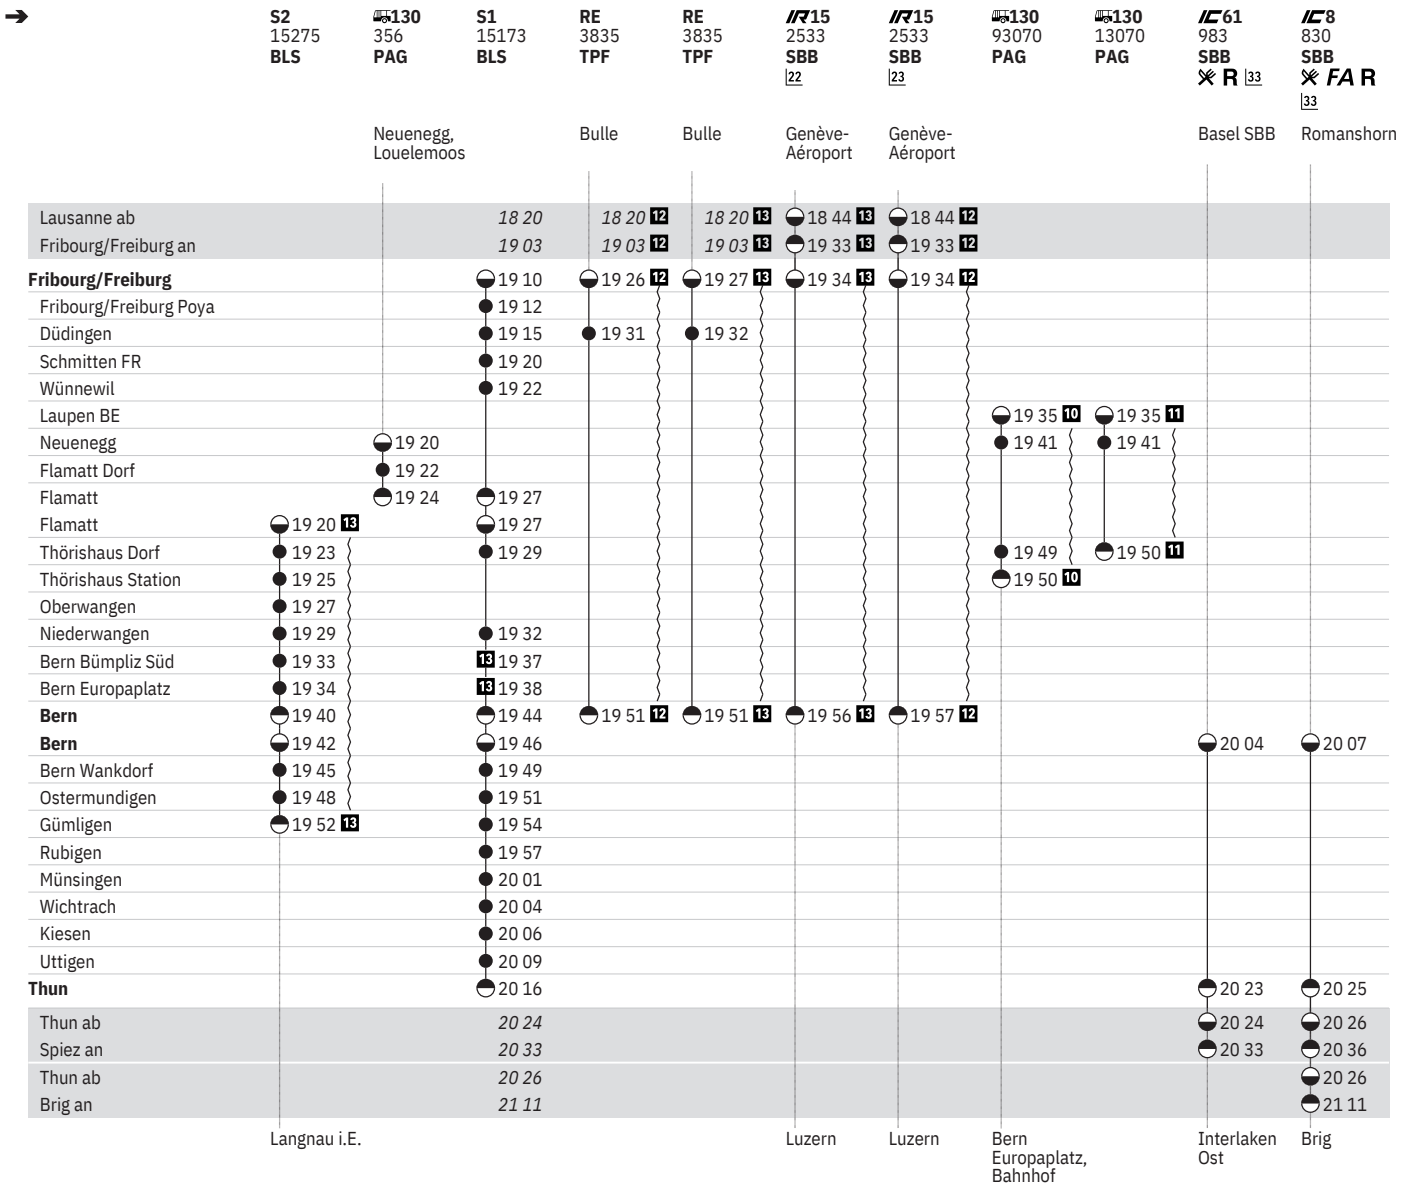 ➔ S2 130 S1 RE RE IR15 IR15 130 130 IC61 IC8
15275 356 15173 3835 3835 2533 2533 93070 13070 983 830
BLS PAG BLS TPF TPF SBB SBB PAG PAG SBB SBB
22 23 R 33 FA R
33
Neuenegg, Bulle Bulle Genève- Genève- Basel SBB Romanshorn
Louelemoos Aéroport Aéroport
Lausanne ab 18 20 18 20 12 18 20 13 18 44 13 18 44 12
Fribourg/Freiburg an 19 03 19 03 12 19 03 13 19 33 13 19 33 12
Fribourg/Freiburg 19 10 19 26 12 19 27 13 19 34 13 19 34 12
Fribourg/Freiburg Poya 19 12
Düdingen 19 15 19 31 19 32
Schmitten FR 19 20
Wünnewil 19 22
Laupen BE 19 35 10 19 35 11
Neuenegg 19 20 19 41 19 41
Flamatt Dorf 19 22
Flamatt 19 24 19 27
Flamatt 19 20 13 19 27
Thörishaus Dorf 19 23 19 29 19 49 19 50 11
Thörishaus Station 19 25 19 50 10
Oberwangen 19 27
Niederwangen 19 29 19 32
Bern Bümpliz Süd 19 33 13 19 37
Bern Europaplatz 19 34 13 19 38
Bern 19 40 19 44 19 51 12 19 51 13 19 56 13 19 57 12
Bern 19 42 19 46 20 04 20 07
Bern Wankdorf 19 45 19 49
Ostermundigen 19 48 19 51
Gümligen 19 52 13 19 54
Rubigen 19 57
Münsingen 20 01
Wichtrach 20 04
Kiesen 20 06
Uttigen 20 09
Thun 20 16 20 23 20 25
Thun ab 20 24 20 24 20 26
Spiez an 20 33 20 33 20 36
Thun ab 20 26 20 26
Brig an 21 11 21 11
Langnau i.E. Luzern Luzern Bern Interlaken Brig
Europaplatz, Ost
Bahnhof